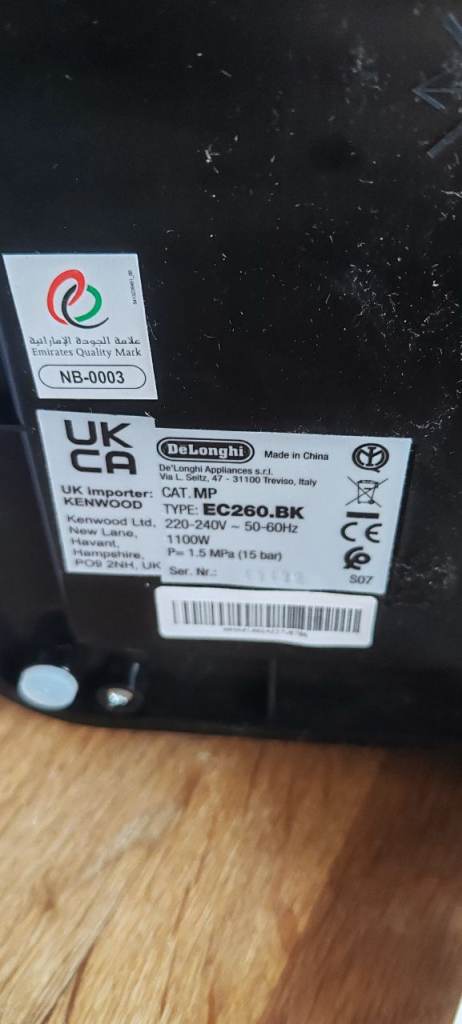 علامة الجودة الإماراتية
Emirates Quality Mark
NB-0003
UK
CA
UK importer:
KENWOOD
Kenwood Ltd,
New Lane,
Havant,
Hampshire,
PO9 2NH, UK
DeLonghi Made in China
De'Longhi Appliances s.r.l.
Via L. Seitz, 47 - 31100 Treviso, Italy
CAT. MP
TYPE: EC260.BK
220-240V ~ 50-60Hz
1100W
P= 1.5 MPa (15 bar)
Ser. Nr.:
CE
S07